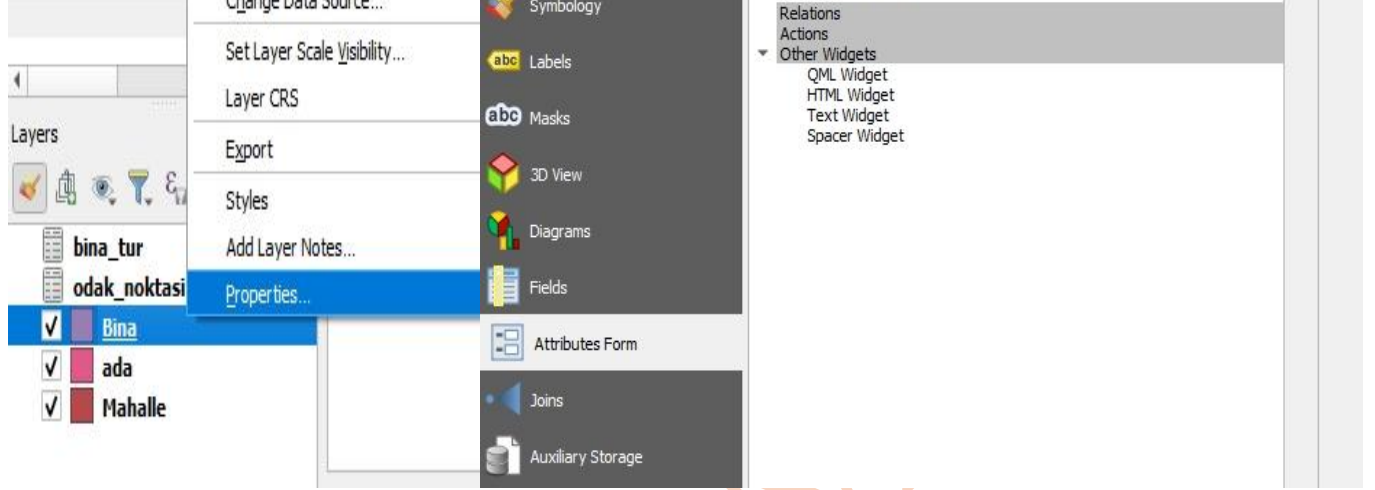 Change Data Source...
Set Layer Scale Visibility...
Layer CRS
Export
Styles
Add Layer Notes...
Properties...
Layers
bina_tur
odak_noktasi
Bina
ada
Mahalle
Symbology
abc Labels
abc Masks
3D View
Diagrams
Fields
Attributes Form
Joins
Auxiliary Storage
Relations
Actions
Other Widgets
QML Widget
HTML Widget
Text Widget
Spacer Widget